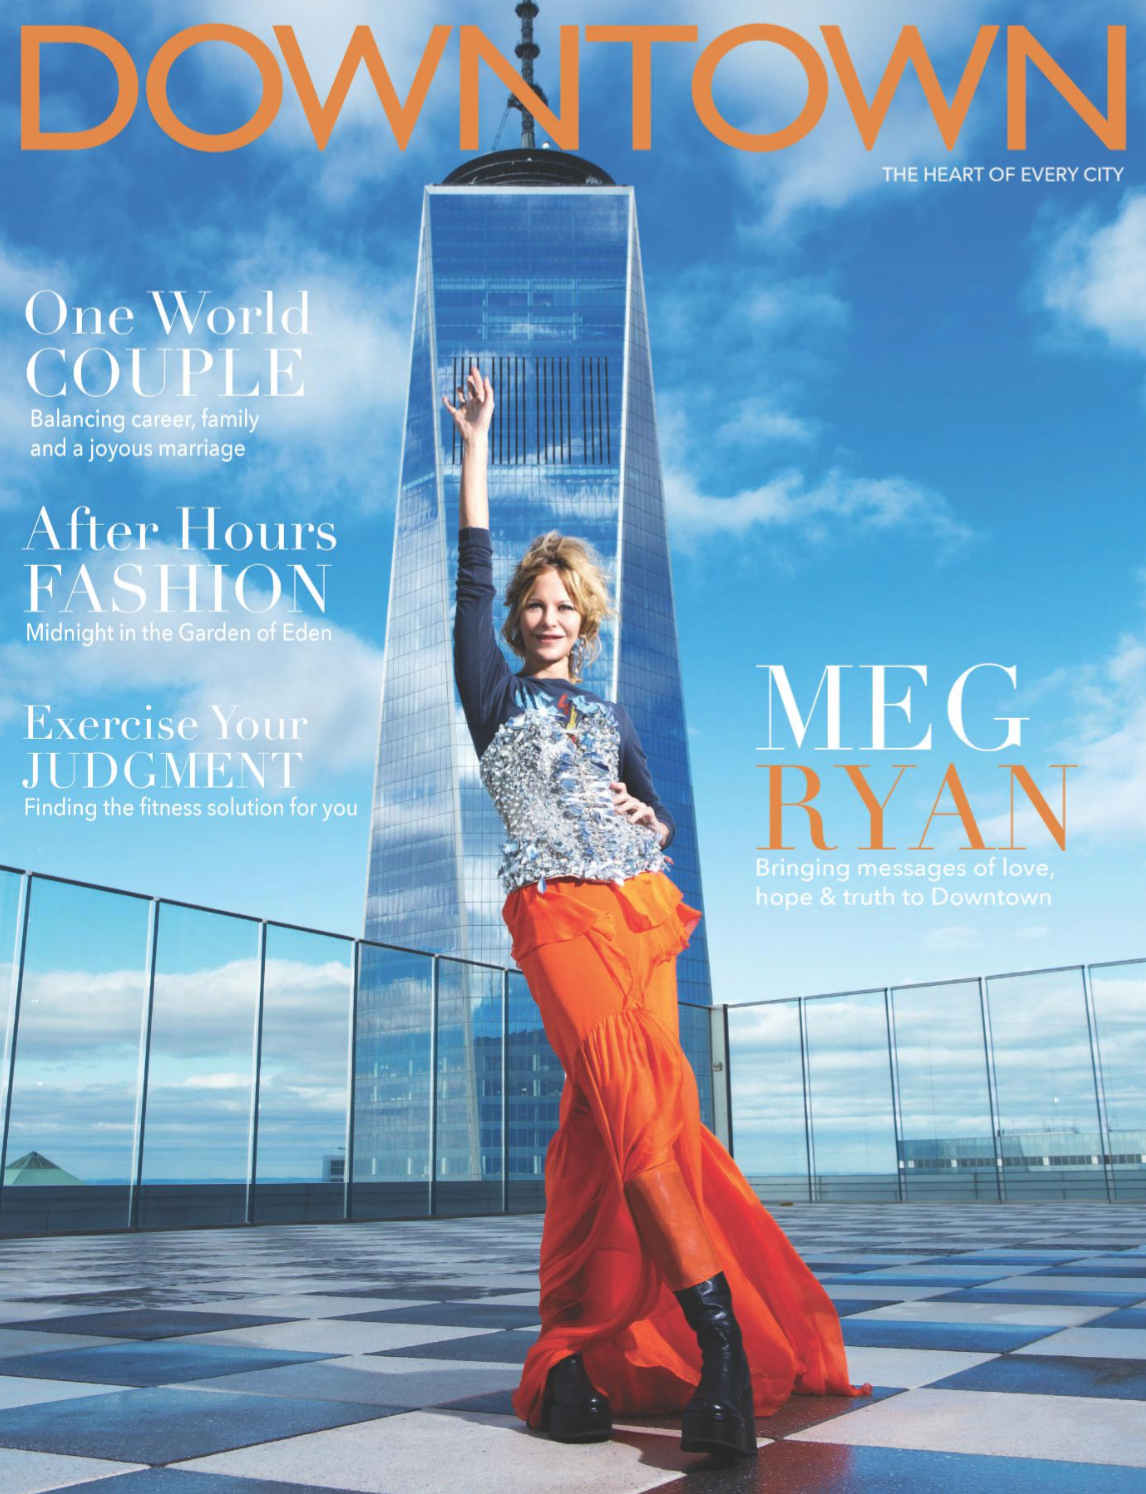 DOWNTOWN
THE HEART OF EVERY CITY
One World
COUPLE
Balancing career, family
and a joyous marriage
After Hours
FASHION
Midnight in the Garden of Eden
Exercise Your
JUDGMENT
Finding the fitness solution for you
MEG
RYAN
Bringing messages of love,
hope & truth to Downtown